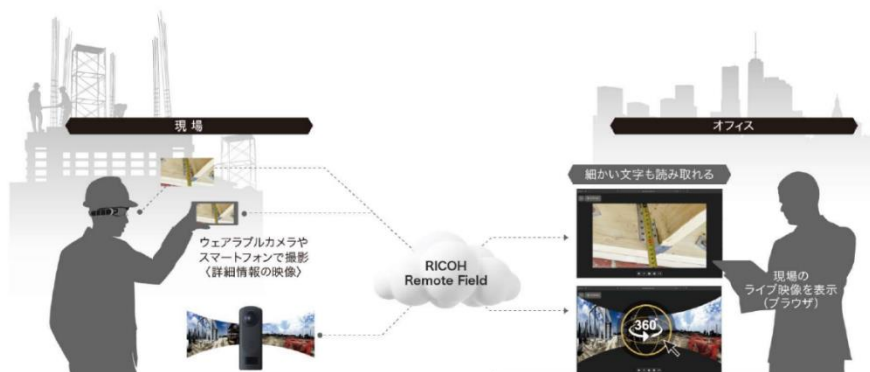 現場
オフィス
細かい文字も読み取れる
ウェアラブルカメラや
スマートフォンで撮影
〈詳細情報の映像〉
RICOH
Remote Field
現場の
ライブ映像を表示
(ブラウザ)
360°